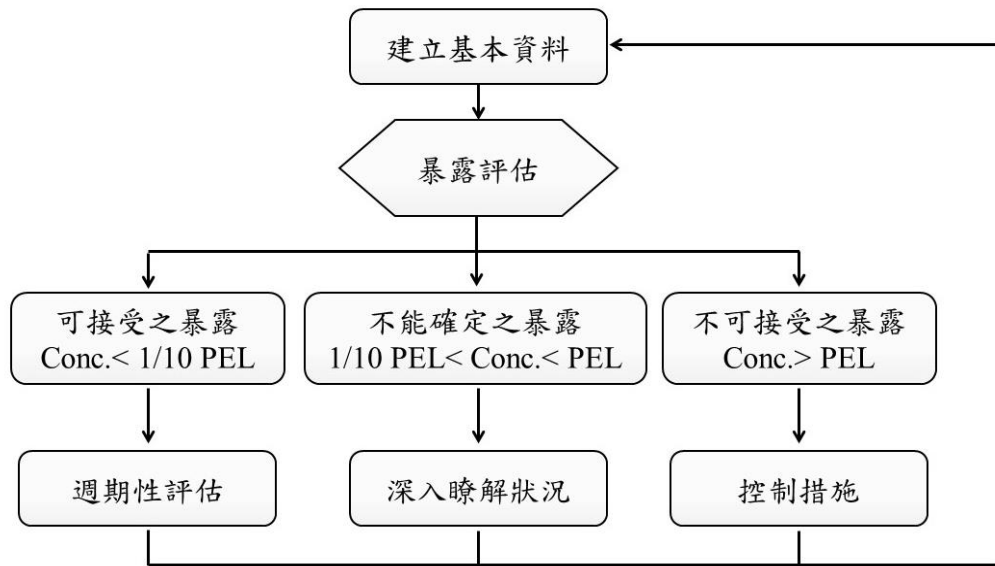 建立基本資料
暴露評估
可接受之暴露
Conc.< 1/10 PEL
不能確定之暴露
1/10 PEL< Conc.< PEL
不可接受之暴露
Conc.> PEL
週期性評估
深入瞭解狀況
控制措施